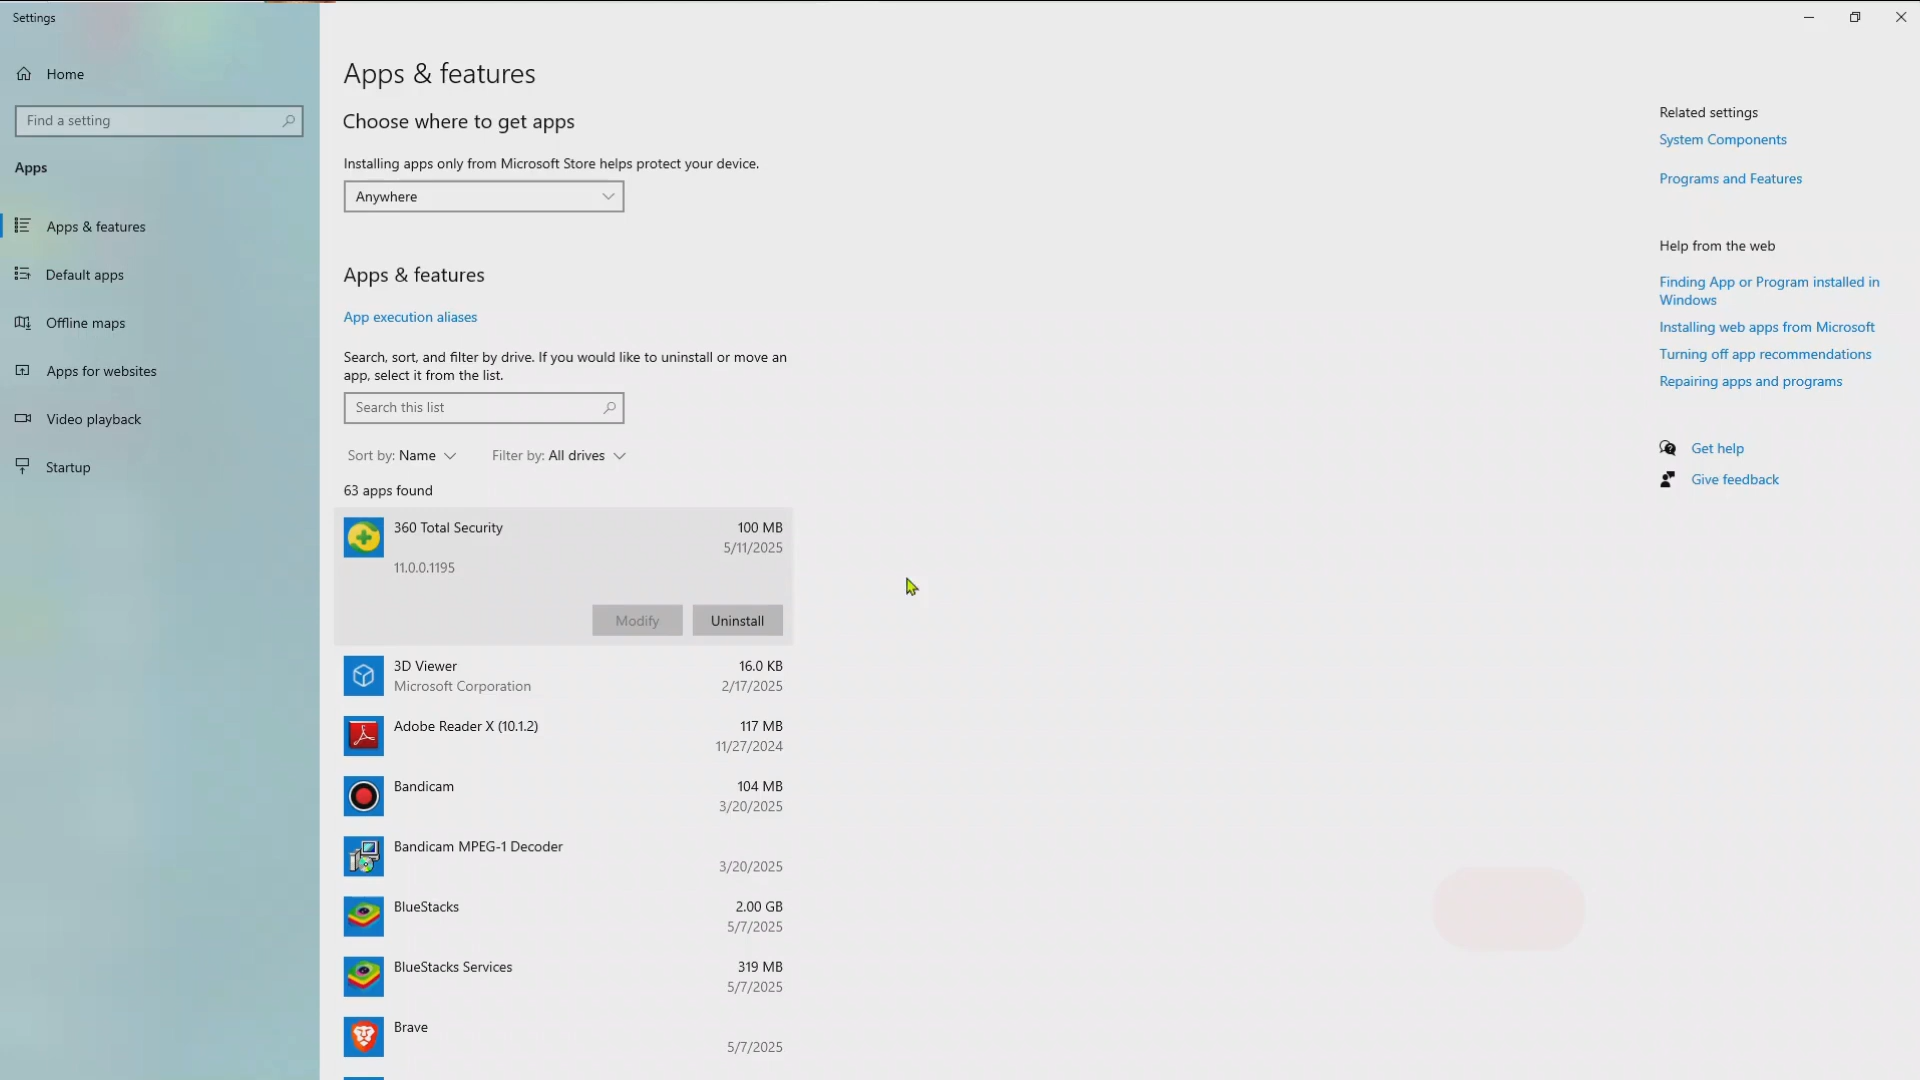 Settings
Home
Find a setting
Apps
Apps & features
Default apps
Offline maps
Apps for websites
Video playback
Startup
Apps & features
Choose where to get apps
Installing apps only from Microsoft Store helps protect your device.
Anywhere
Apps & features
App execution aliases
Search, sort, and filter by drive. If you would like to uninstall or move an
app, select it from the list.
Search this list
Sort by: Name
Filter by: All drives
63 apps found
360 Total Security 100 MB
5/11/2025
11.0.0.1195
Modify Uninstall
3D Viewer 16.0 KB
Microsoft Corporation 2/17/2025
Adobe Reader X (10.1.2) 117 MB
11/27/2024
Bandicam 104 MB
3/20/2025
Bandicam MPEG-1 Decoder
3/20/2025
BlueStacks 2.00 GB
5/7/2025
BlueStacks Services 319 MB
5/7/2025
Brave
5/7/2025
Related settings
System Components
Programs and Features
Help from the web
Finding App or Program installed in
Windows
Installing web apps from Microsoft
Turning off app recommendations
Repairing apps and programs
Get help
Give feedback